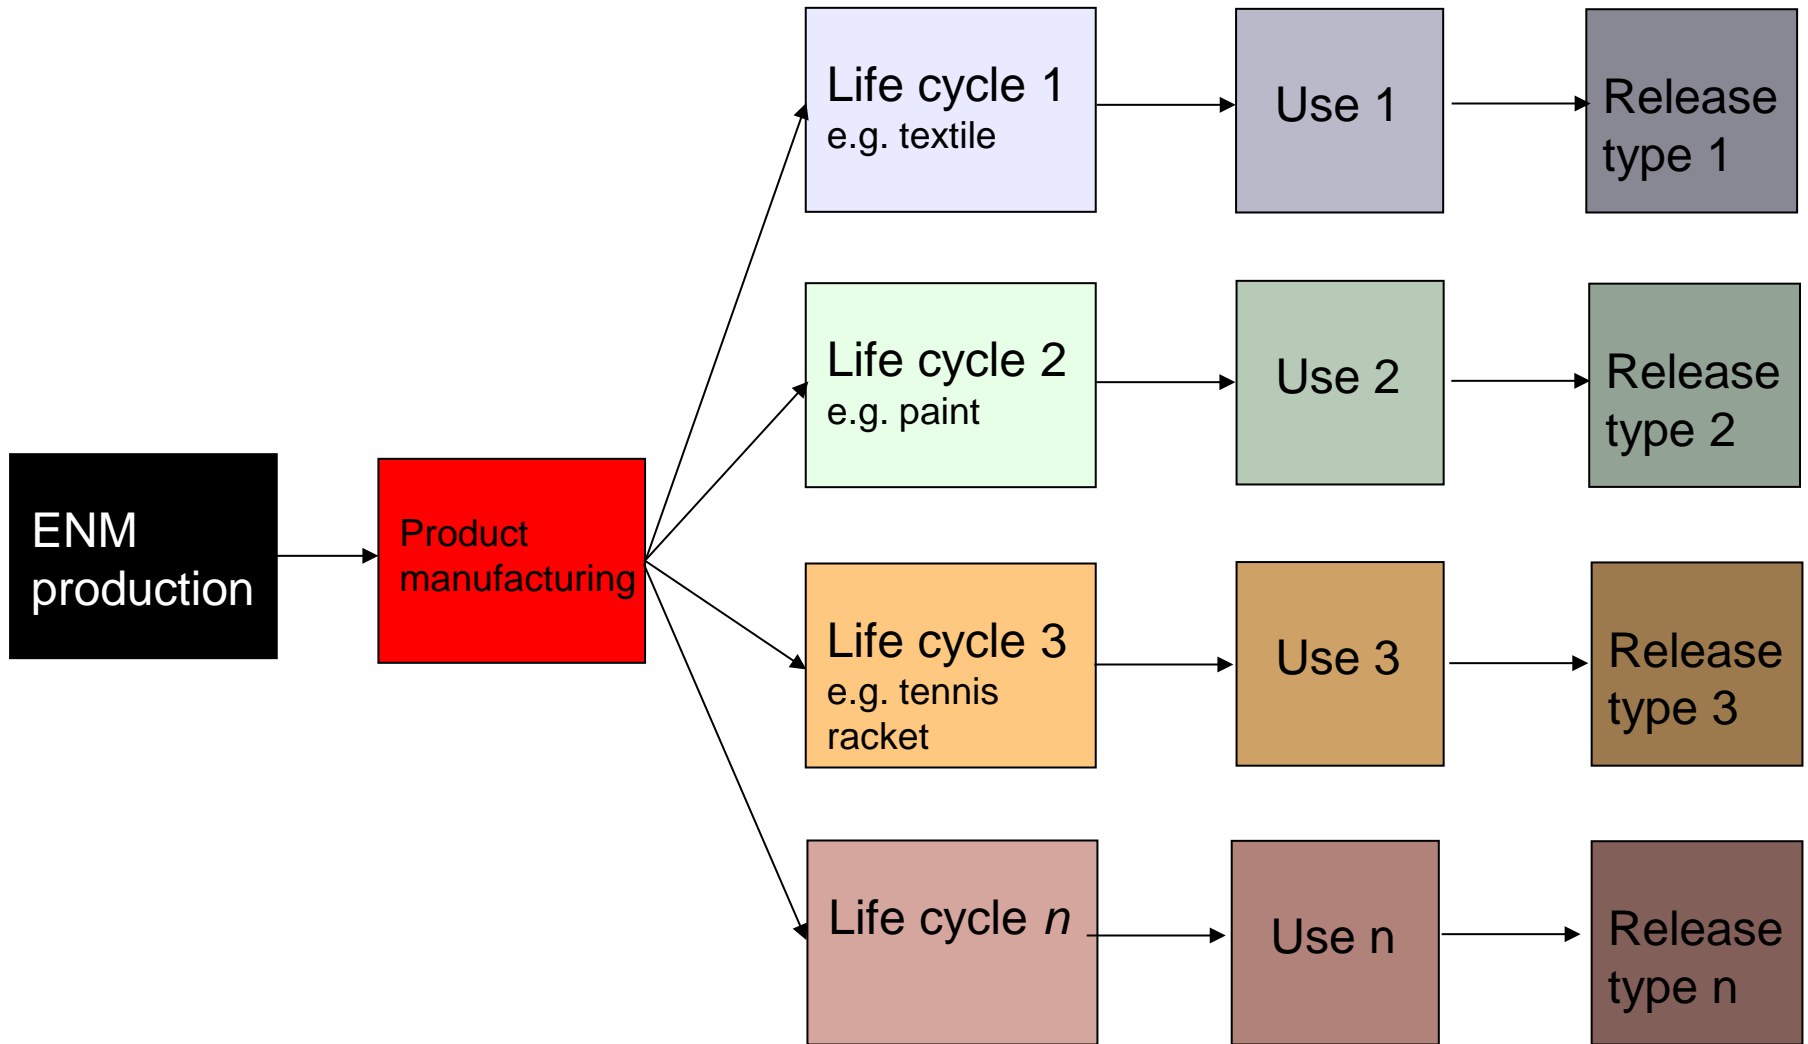 ENM
production
Product
manufacturing
Life cycle 1
e.g. textile
Use 1
Release
type 1
Life cycle 2
e.g. paint
Use 2
Release
type 2
Life cycle 3
e.g. tennis
racket
Use 3
Release
type 3
Life cycle n
Use n
Release
type n